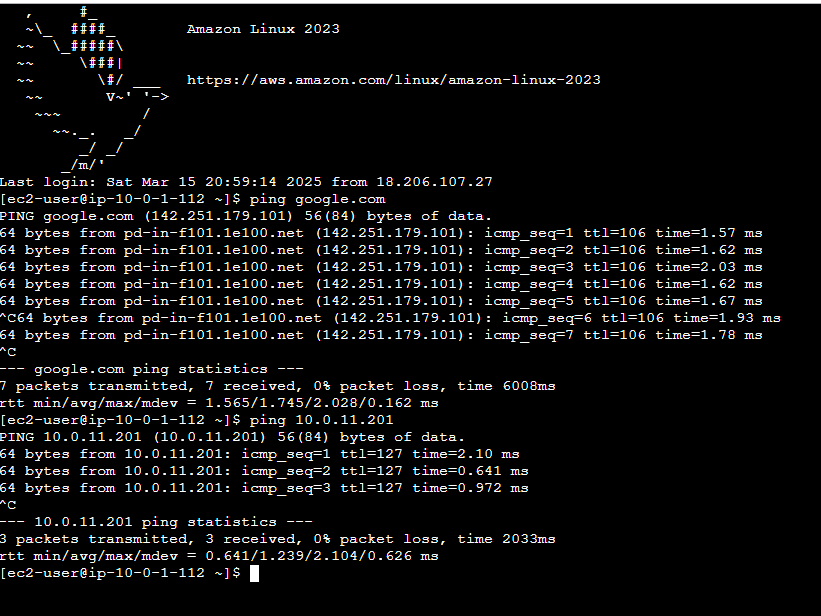 ,     #_
   ~\_  ####_        Amazon Linux 2023
  ~~  \_#####\
  ~~     \###|
  ~~       \#/ ___   https://aws.amazon.com/linux/amazon-linux-2023
   ~~       V~' '->
    ~~~         /
      ~~._.   _/
         _/ _/
       _/m/'
Last login: Sat Mar 15 20:59:14 2025 from 18.206.107.27
[ec2-user@ip-10-0-1-112 ~]$ ping google.com
PING google.com (142.251.179.101) 56(84) bytes of data.
64 bytes from pd-in-f101.1e100.net (142.251.179.101): icmp_seq=1 ttl=106 time=1.57 ms
64 bytes from pd-in-f101.1e100.net (142.251.179.101): icmp_seq=2 ttl=106 time=1.62 ms
64 bytes from pd-in-f101.1e100.net (142.251.179.101): icmp_seq=3 ttl=106 time=2.03 ms
64 bytes from pd-in-f101.1e100.net (142.251.179.101): icmp_seq=4 ttl=106 time=1.62 ms
64 bytes from pd-in-f101.1e100.net (142.251.179.101): icmp_seq=5 ttl=106 time=1.67 ms
^C64 bytes from pd-in-f101.1e100.net (142.251.179.101): icmp_seq=6 ttl=106 time=1.93 ms
64 bytes from pd-in-f101.1e100.net (142.251.179.101): icmp_seq=7 ttl=106 time=1.78 ms
^C
--- google.com ping statistics ---
7 packets transmitted, 7 received, 0% packet loss, time 6008ms
rtt min/avg/max/mdev = 1.565/1.745/2.028/0.162 ms
[ec2-user@ip-10-0-1-112 ~]$ ping 10.0.11.201
PING 10.0.11.201 (10.0.11.201) 56(84) bytes of data.
64 bytes from 10.0.11.201: icmp_seq=1 ttl=127 time=2.10 ms
64 bytes from 10.0.11.201: icmp_seq=2 ttl=127 time=0.641 ms
64 bytes from 10.0.11.201: icmp_seq=3 ttl=127 time=0.972 ms
^C
--- 10.0.11.201 ping statistics ---
3 packets transmitted, 3 received, 0% packet loss, time 2033ms
rtt min/avg/max/mdev = 0.641/1.239/2.104/0.626 ms
[ec2-user@ip-10-0-1-112 ~]$